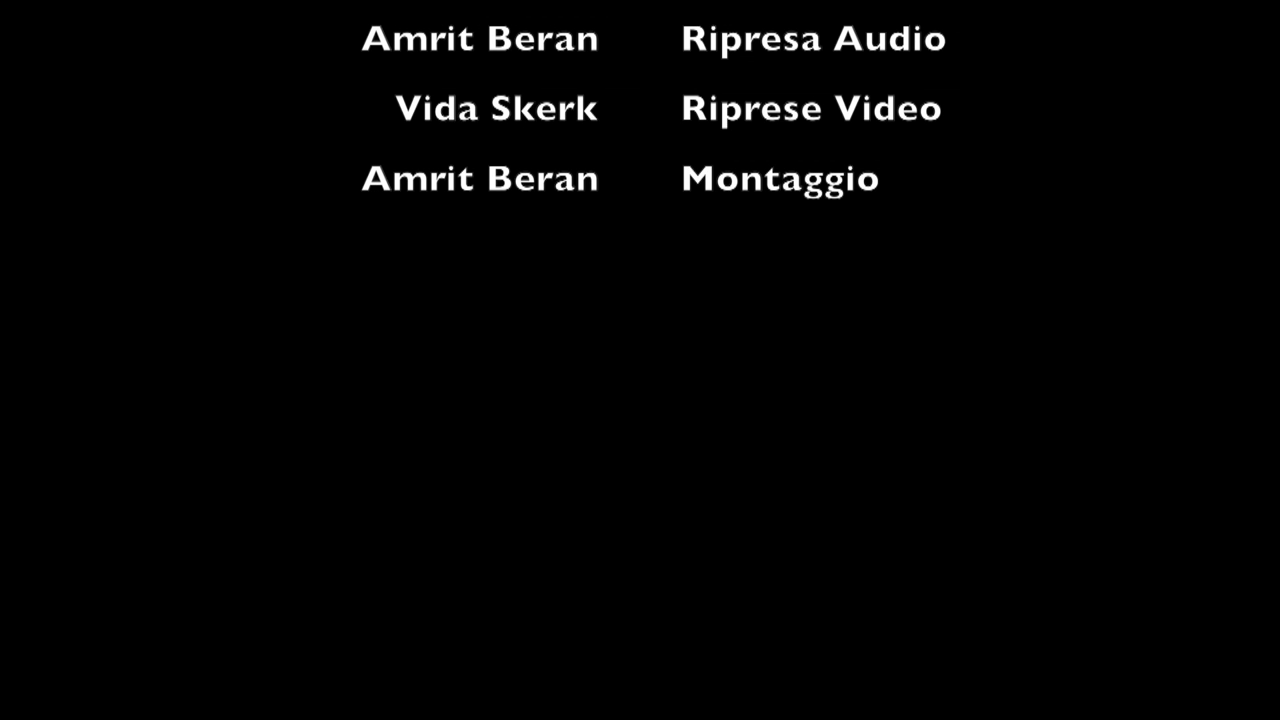 Amrit Beran Ripresa Audio
Vida Skerk Riprese Video
Amrit Beran Montaggio